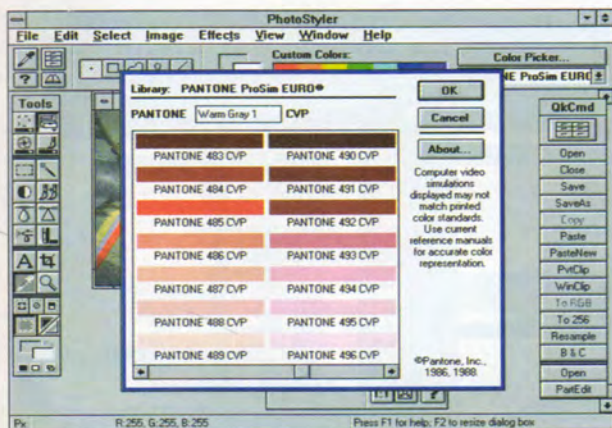 PhotoStyler
File Edit Select Image Effects View Window Help
Custom Colors:
Color Picker...
NE ProSim EURO
Library: PANTONE ProSim EURO®
OK
PANTONE Warm Gray 1 CVP
Cancel
About...
PANTONE 483 CVP PANTONE 490 CVP
PANTONE 484 CVP PANTONE 491 CVP
PANTONE 485 CVP PANTONE 492 CVP
PANTONE 486 CVP PANTONE 493 CVP
PANTONE 487 CVP PANTONE 494 CVP
PANTONE 488 CVP PANTONE 495 CVP
PANTONE 489 CVP PANTONE 496 CVP
Computer video
simulations
displayed may not
match printed
color standards.
Use current
reference manuals
for accurate color
representation.
©Pantone, Inc.,
1986, 1988.
Tools
A
QkCmd
Open
Close
Save
SaveAs
Copy
Paste
PasteNew
PvtClip
WinClip
To RGB
To 256
Resample
B & C
Open
PartEdit
1:1 ?
Px R:255, G:255, B:255 Press F1 for help; F2 to resize dialog box